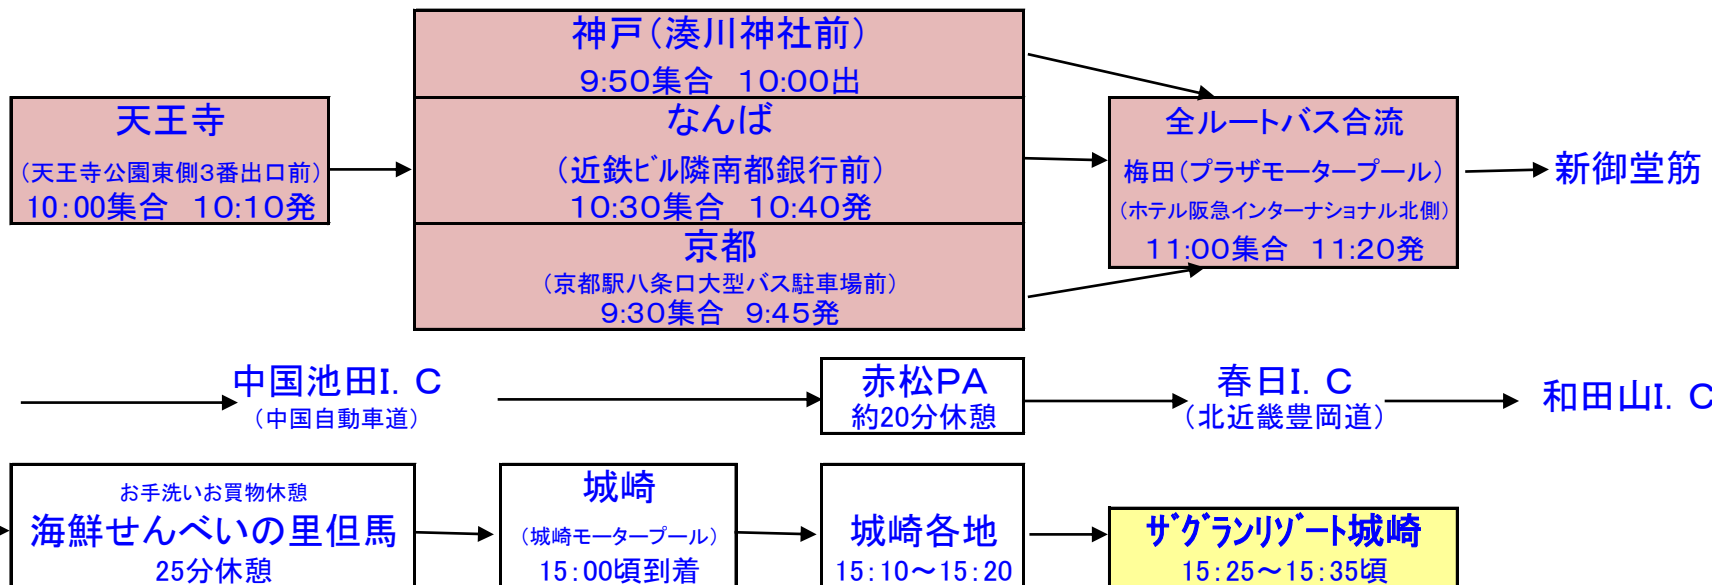 天王寺
(天王寺公園東側3番出口前)
10:00集合　10:10発
神戸(湊川神社前)
9:50集合　10:00出
なんば
(近鉄ビル隣南都銀行前)
10:30集合　10:40発
京都
(京都駅八条口大型バス駐車場前)
9:30集合　9:45発
全ルートバス合流
梅田(プラザモータープール)
(ホテル阪急インターナショナル北側)
11:00集合　11:20発
新御堂筋
中国池田I．C
(中国自動車道)
赤松PA
約20分休憩
春日I．C
(北近畿豊岡道)
和田山I．C
お手洗いお買物休憩
海鮮せんべいの里但馬
25分休憩
城崎
(城崎モータープール)
15:00頃到着
城崎各地
15:10～15:20
ザグランリゾート城崎
15:25～15:35頃